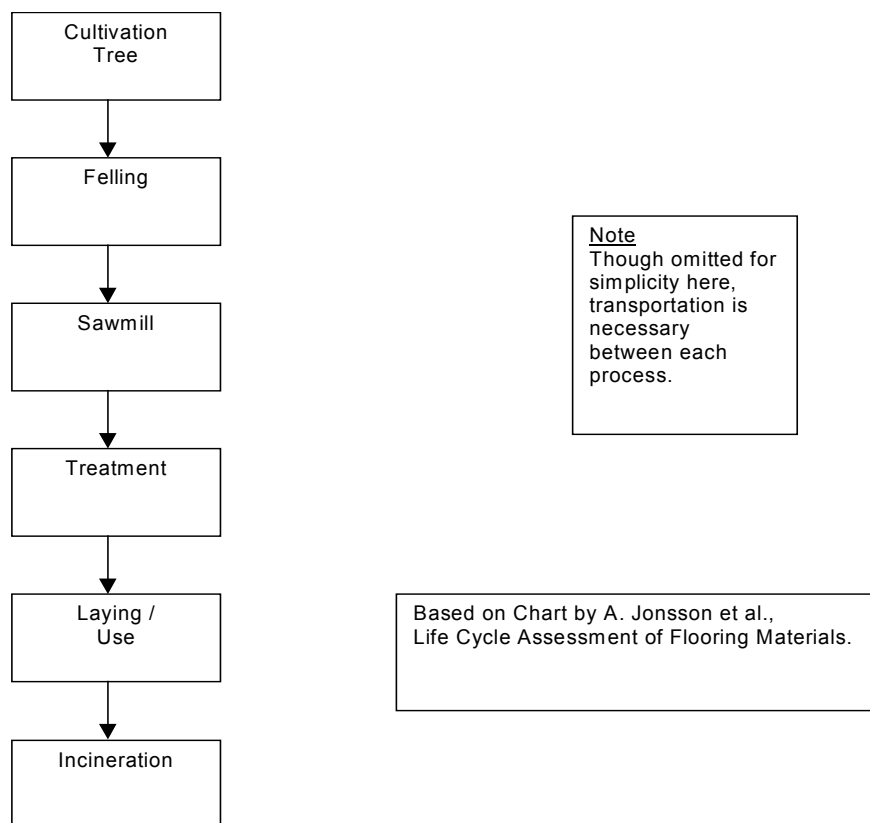 Cultivation
Tree
Felling
Sawmill
Treatment
Laying /
Use
Incineration
Note
Though omitted for
simplicity here,
transportation is
necessary
between each
process.
Based on Chart by A. Jonsson et al.,
Life Cycle Assessment of Flooring Materials.